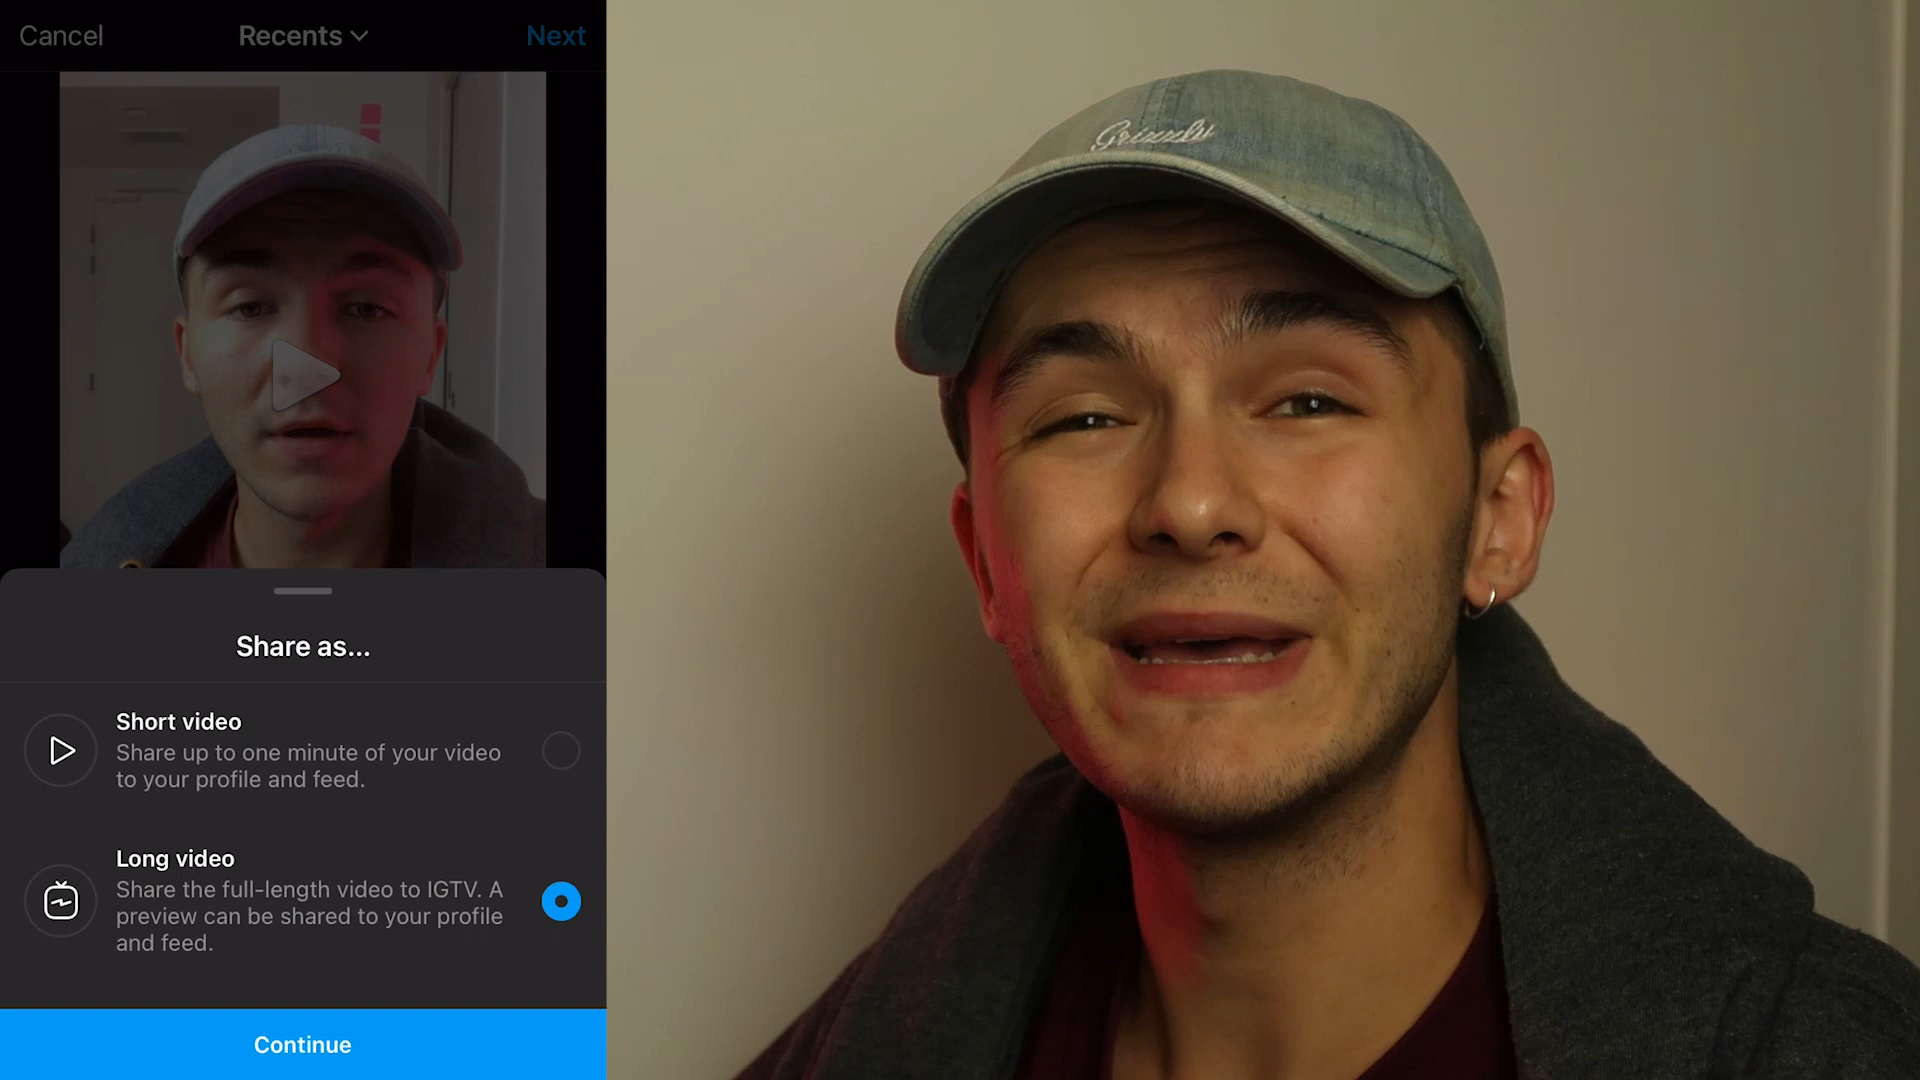 Cancel
Recents
Next
Grizzly
Share as...
Short video
Share up to one minute of your video
to your profile and feed.
Long video
Share the full-length video to IGTV. A
preview can be shared to your profile
and feed.
Continue